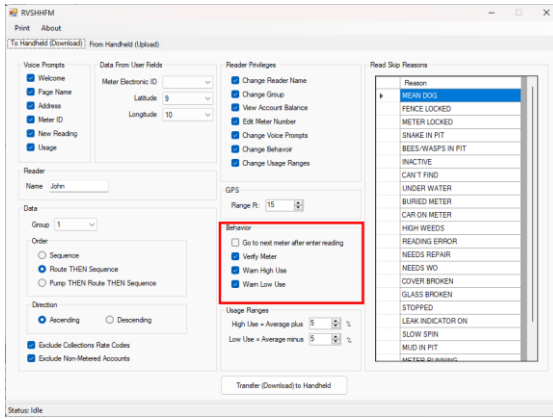 RVSHHFM
Print About
To Handheld (Download) From Handheld (Upload)
Voice Prompts
Welcome
Page Name
Address
Meter ID
New Reading
Usage
Data From User Fields
Meter Electronic ID
Latitude 9
Longitude 10
Reader
Name John
Data
Group 1
Order
Sequence
Route THEN Sequence
Pump THEN Route THEN Sequence
Direction
Ascending Descending
Exclude Collections Rate Codes
Exclude Non-Metered Accounts
Reader Privileges
Change Reader Name
Change Group
View Account Balance
Edit Meter Number
Change Voice Prompts
Change Behavoir
Change Usage Ranges
GPS
Range Ft: 15
Behavior
Go to next meter after enter reading
Verify Meter
Warn High Use
Warn Low Use
Usage Ranges
High Use = Average plus 5 %
Low Use = Average minus 5 %
Transfer (Download) to Handheld
Read Skip Reasons
Reason
MEAN DOG
FENCE LOCKED
METER LOCKED
SNAKE IN PIT
BEES/WASPS IN PIT
INACTIVE
CAN'T FIND
UNDER WATER
BURIED METER
CAR ON METER
HIGH WEEDS
READING ERROR
NEEDS REPAIR
NEEDS WO
COVER BROKEN
GLASS BROKEN
STOPPED
LEAK INDICATOR ON
SLOW SPIN
MUD IN PIT
METER RUNNING
Status: Idle